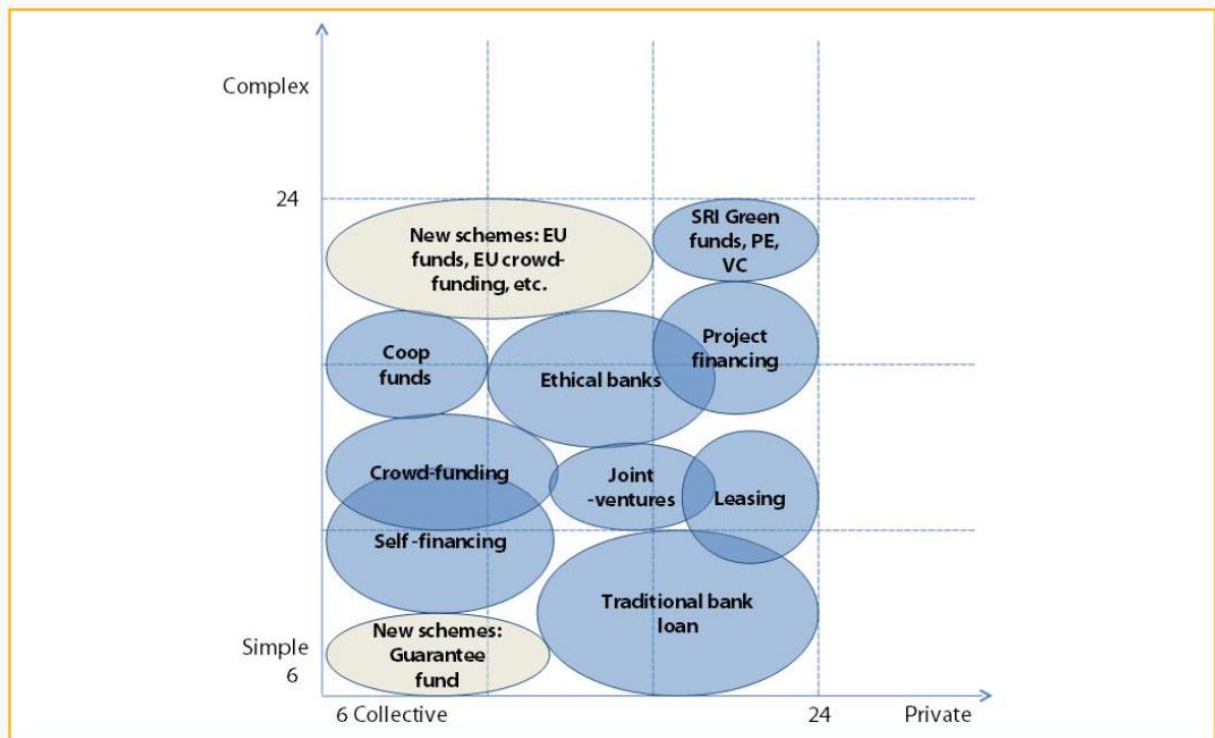 Complex
24
New schemes: EU
funds, EU crowd-
funding, etc.
SRI Green
funds, PE,
VC
Coop
funds
Ethical banks
Project
financing
Crowd-funding
Joint
-ventures
Leasing
Self -financing
Traditional bank
loan
New schemes:
Guarantee
fund
Simple
6
6 Collective
24
Private